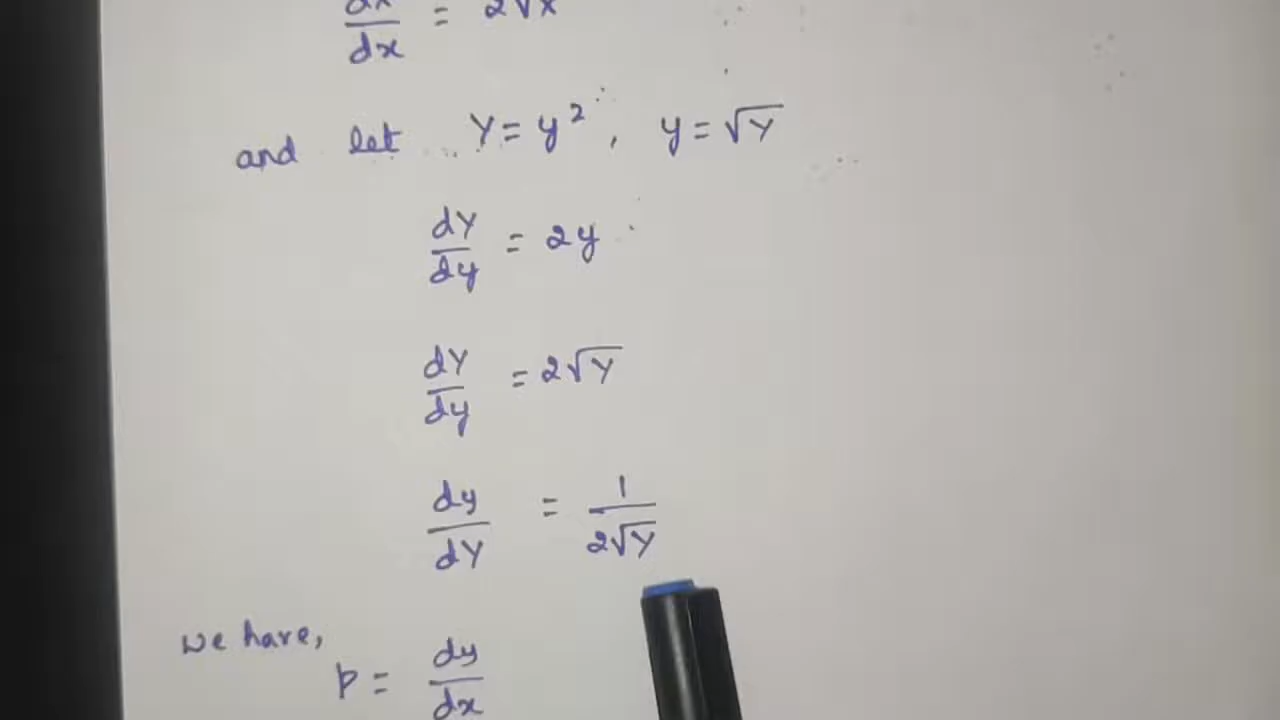 dX/dx = 2√X
and let Y = y², y = √Y
dY/dy = 2y
dY/dy = 2√Y
dy/dY = 1/2√Y
we have,
p = dy/dx